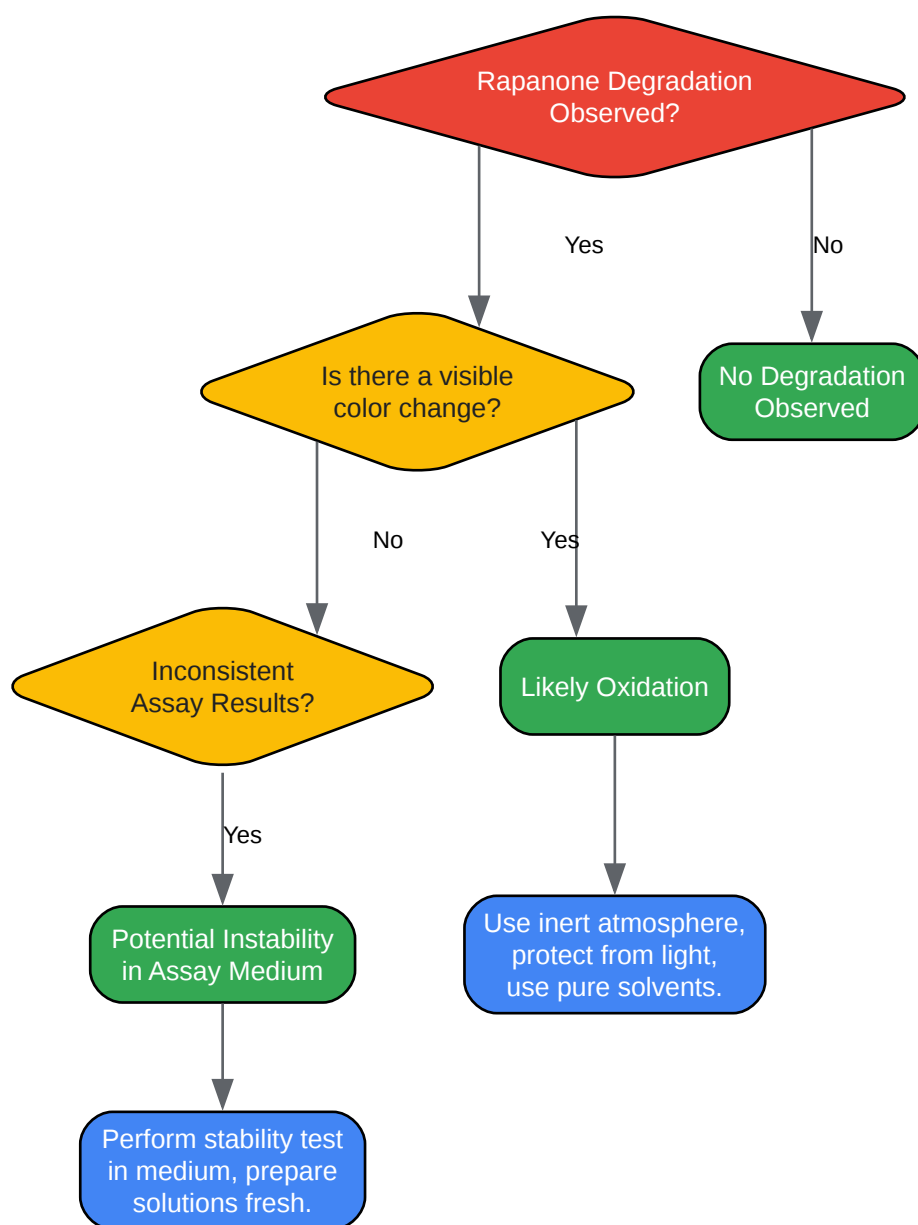 Rapanone Degradation
Observed?
Yes
No
Is there a visible
color change?
No Degradation
Observed
No
Yes
Inconsistent
Assay Results?
Likely Oxidation
Yes
Potential Instability
in Assay Medium
Use inert atmosphere,
protect from light,
use pure solvents.
Perform stability test
in medium, prepare
solutions fresh.